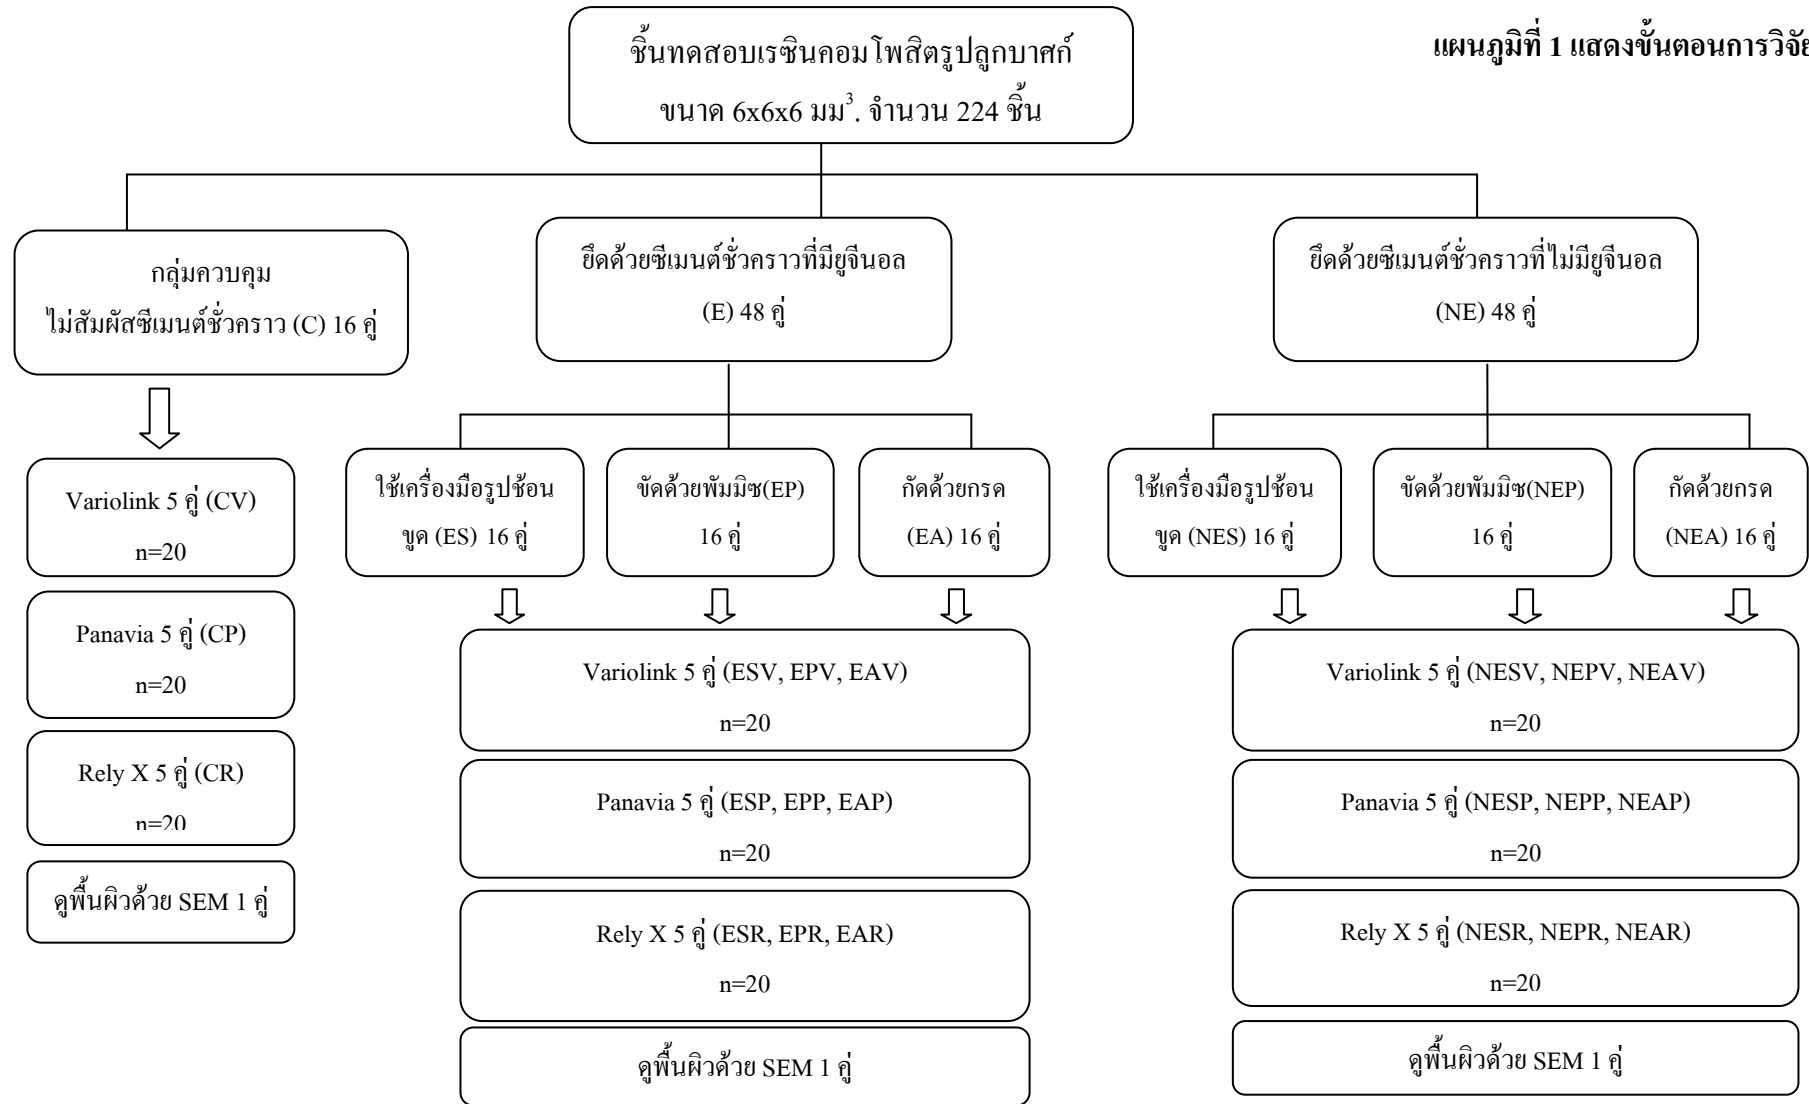 แผนภูมิที่ 1 แสดงขั้นตอนการวิจัย
ชิ้นทดสอบเรซินคอมโพสิตรูปลูกบาศก์
ขนาด 6x6x6 มม³. จำนวน 224 ชิ้น
กลุ่มควบคุม
ไม่สัมผัสซีเมนต์ชั่วคราว (C) 16 คู่
ยึดด้วยซีเมนต์ชั่วคราวที่มียูจีนอล
(E) 48 คู่
ยึดด้วยซีเมนต์ชั่วคราวที่ไม่มียูจีนอล
(NE) 48 คู่
Variolink 5 คู่ (CV)
n=20
Panavia 5 คู่ (CP)
n=20
Rely X 5 คู่ (CR)
n=20
ดูพื้นผิวด้วย SEM 1 คู่
ใช้เครื่องมือรูปช้อน
ขูด (ES) 16 คู่
ขัดด้วยพัมมิซ(EP)
16 คู่
กัดด้วยกรด
(EA) 16 คู่
Variolink 5 คู่ (ESV, EPV, EAV)
n=20
Panavia 5 คู่ (ESP, EPP, EAP)
n=20
Rely X 5 คู่ (ESR, EPR, EAR)
n=20
ดูพื้นผิวด้วย SEM 1 คู่
ใช้เครื่องมือรูปช้อน
ขูด (NES) 16 คู่
ขัดด้วยพัมมิซ(NEP)
16 คู่
กัดด้วยกรด
(NEA) 16 คู่
Variolink 5 คู่ (NESV, NEPV, NEAV)
n=20
Panavia 5 คู่ (NESP, NEPP, NEAP)
n=20
Rely X 5 คู่ (NESR, NEPR, NEAR)
n=20
ดูพื้นผิวด้วย SEM 1 คู่